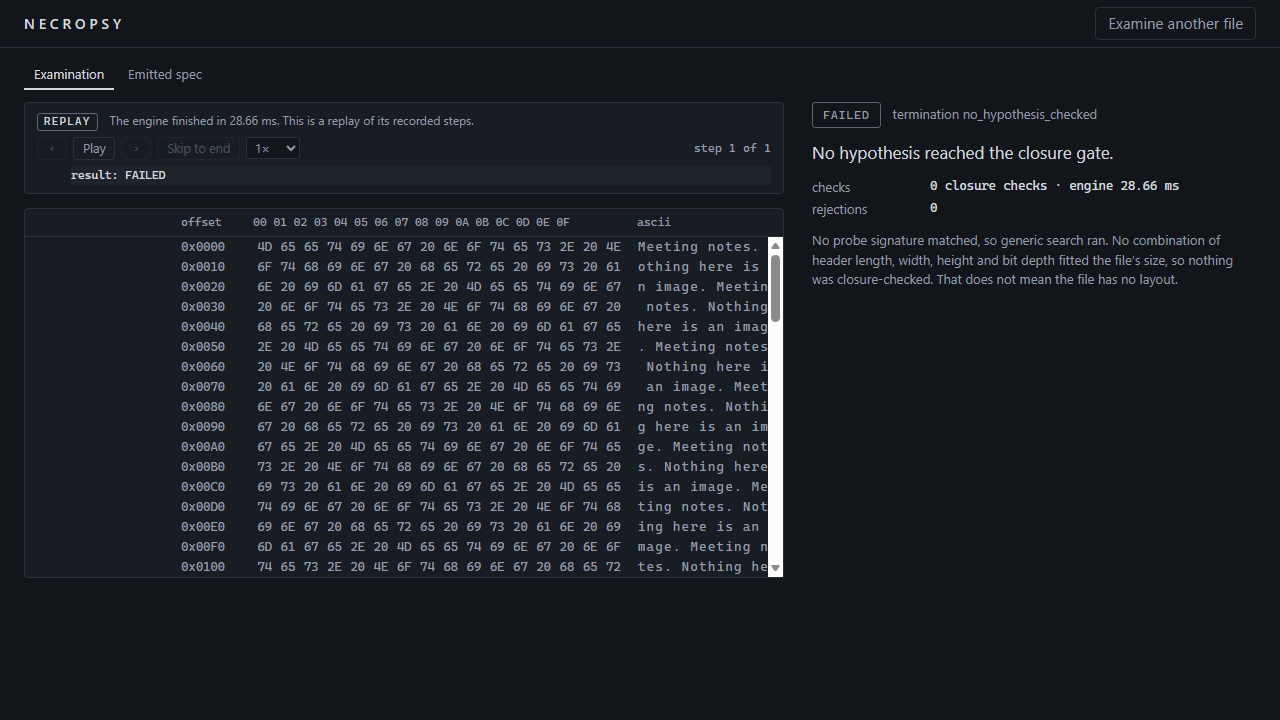 NECROPSY
Examine another file
Examination Emitted spec
REPLAY The engine finished in 28.66 ms. This is a replay of its recorded steps.
‹ Play › Skip to end 1× step 1 of 1
result: FAILED
offset 00 01 02 03 04 05 06 07 08 09 0A 0B 0C 0D 0E 0F ascii
0x0000 4D 65 65 74 69 6E 67 20 6E 6F 74 65 73 2E 20 4E Meeting notes.
0x0010 6F 74 68 69 6E 67 20 68 65 72 65 20 69 73 20 61 othing here is
0x0020 6E 20 69 6D 61 67 65 2E 20 4D 65 65 74 69 6E 67 n image. Meetin
0x0030 20 6E 6F 74 65 73 2E 20 4E 6F 74 68 69 6E 67 20 notes. Nothing
0x0040 68 65 72 65 20 69 73 20 61 6E 20 69 6D 61 67 65 here is an imag
0x0050 2E 20 4D 65 65 74 69 6E 67 20 6E 6F 74 65 73 2E . Meeting notes
0x0060 20 4E 6F 74 68 69 6E 67 20 68 65 72 65 20 69 73 Nothing here i
0x0070 20 61 6E 20 69 6D 61 67 65 2E 20 4D 65 65 74 69 an image. Meet
0x0080 6E 67 20 6E 6F 74 65 73 2E 20 4E 6F 74 68 69 6E ng notes. Nothi
0x0090 67 20 68 65 72 65 20 69 73 20 61 6E 20 69 6D 61 g here is an im
0x00A0 67 65 2E 20 4D 65 65 74 69 6E 67 20 6E 6F 74 65 ge. Meeting not
0x00B0 73 2E 20 4E 6F 74 68 69 6E 67 20 68 65 72 65 20 s. Nothing here
0x00C0 69 73 20 61 6E 20 69 6D 61 67 65 2E 20 4D 65 65 is an image. Me
0x00D0 74 69 6E 67 20 6E 6F 74 65 73 2E 20 4E 6F 74 68 ting notes. Not
0x00E0 69 6E 67 20 68 65 72 65 20 69 73 20 61 6E 20 69 ing here is an
0x00F0 6D 61 67 65 2E 20 4D 65 65 74 69 6E 67 20 6E 6F mage. Meeting n
0x0100 74 65 73 2E 20 4E 6F 74 68 69 6E 67 20 68 65 72 tes. Nothing he
FAILED termination no_hypothesis_checked
No hypothesis reached the closure gate.
checks 0 closure checks · engine 28.66 ms
rejections 0
No probe signature matched, so generic search ran. No combination of
header length, width, height and bit depth fitted the file's size, so nothing
was closure-checked. That does not mean the file has no layout.